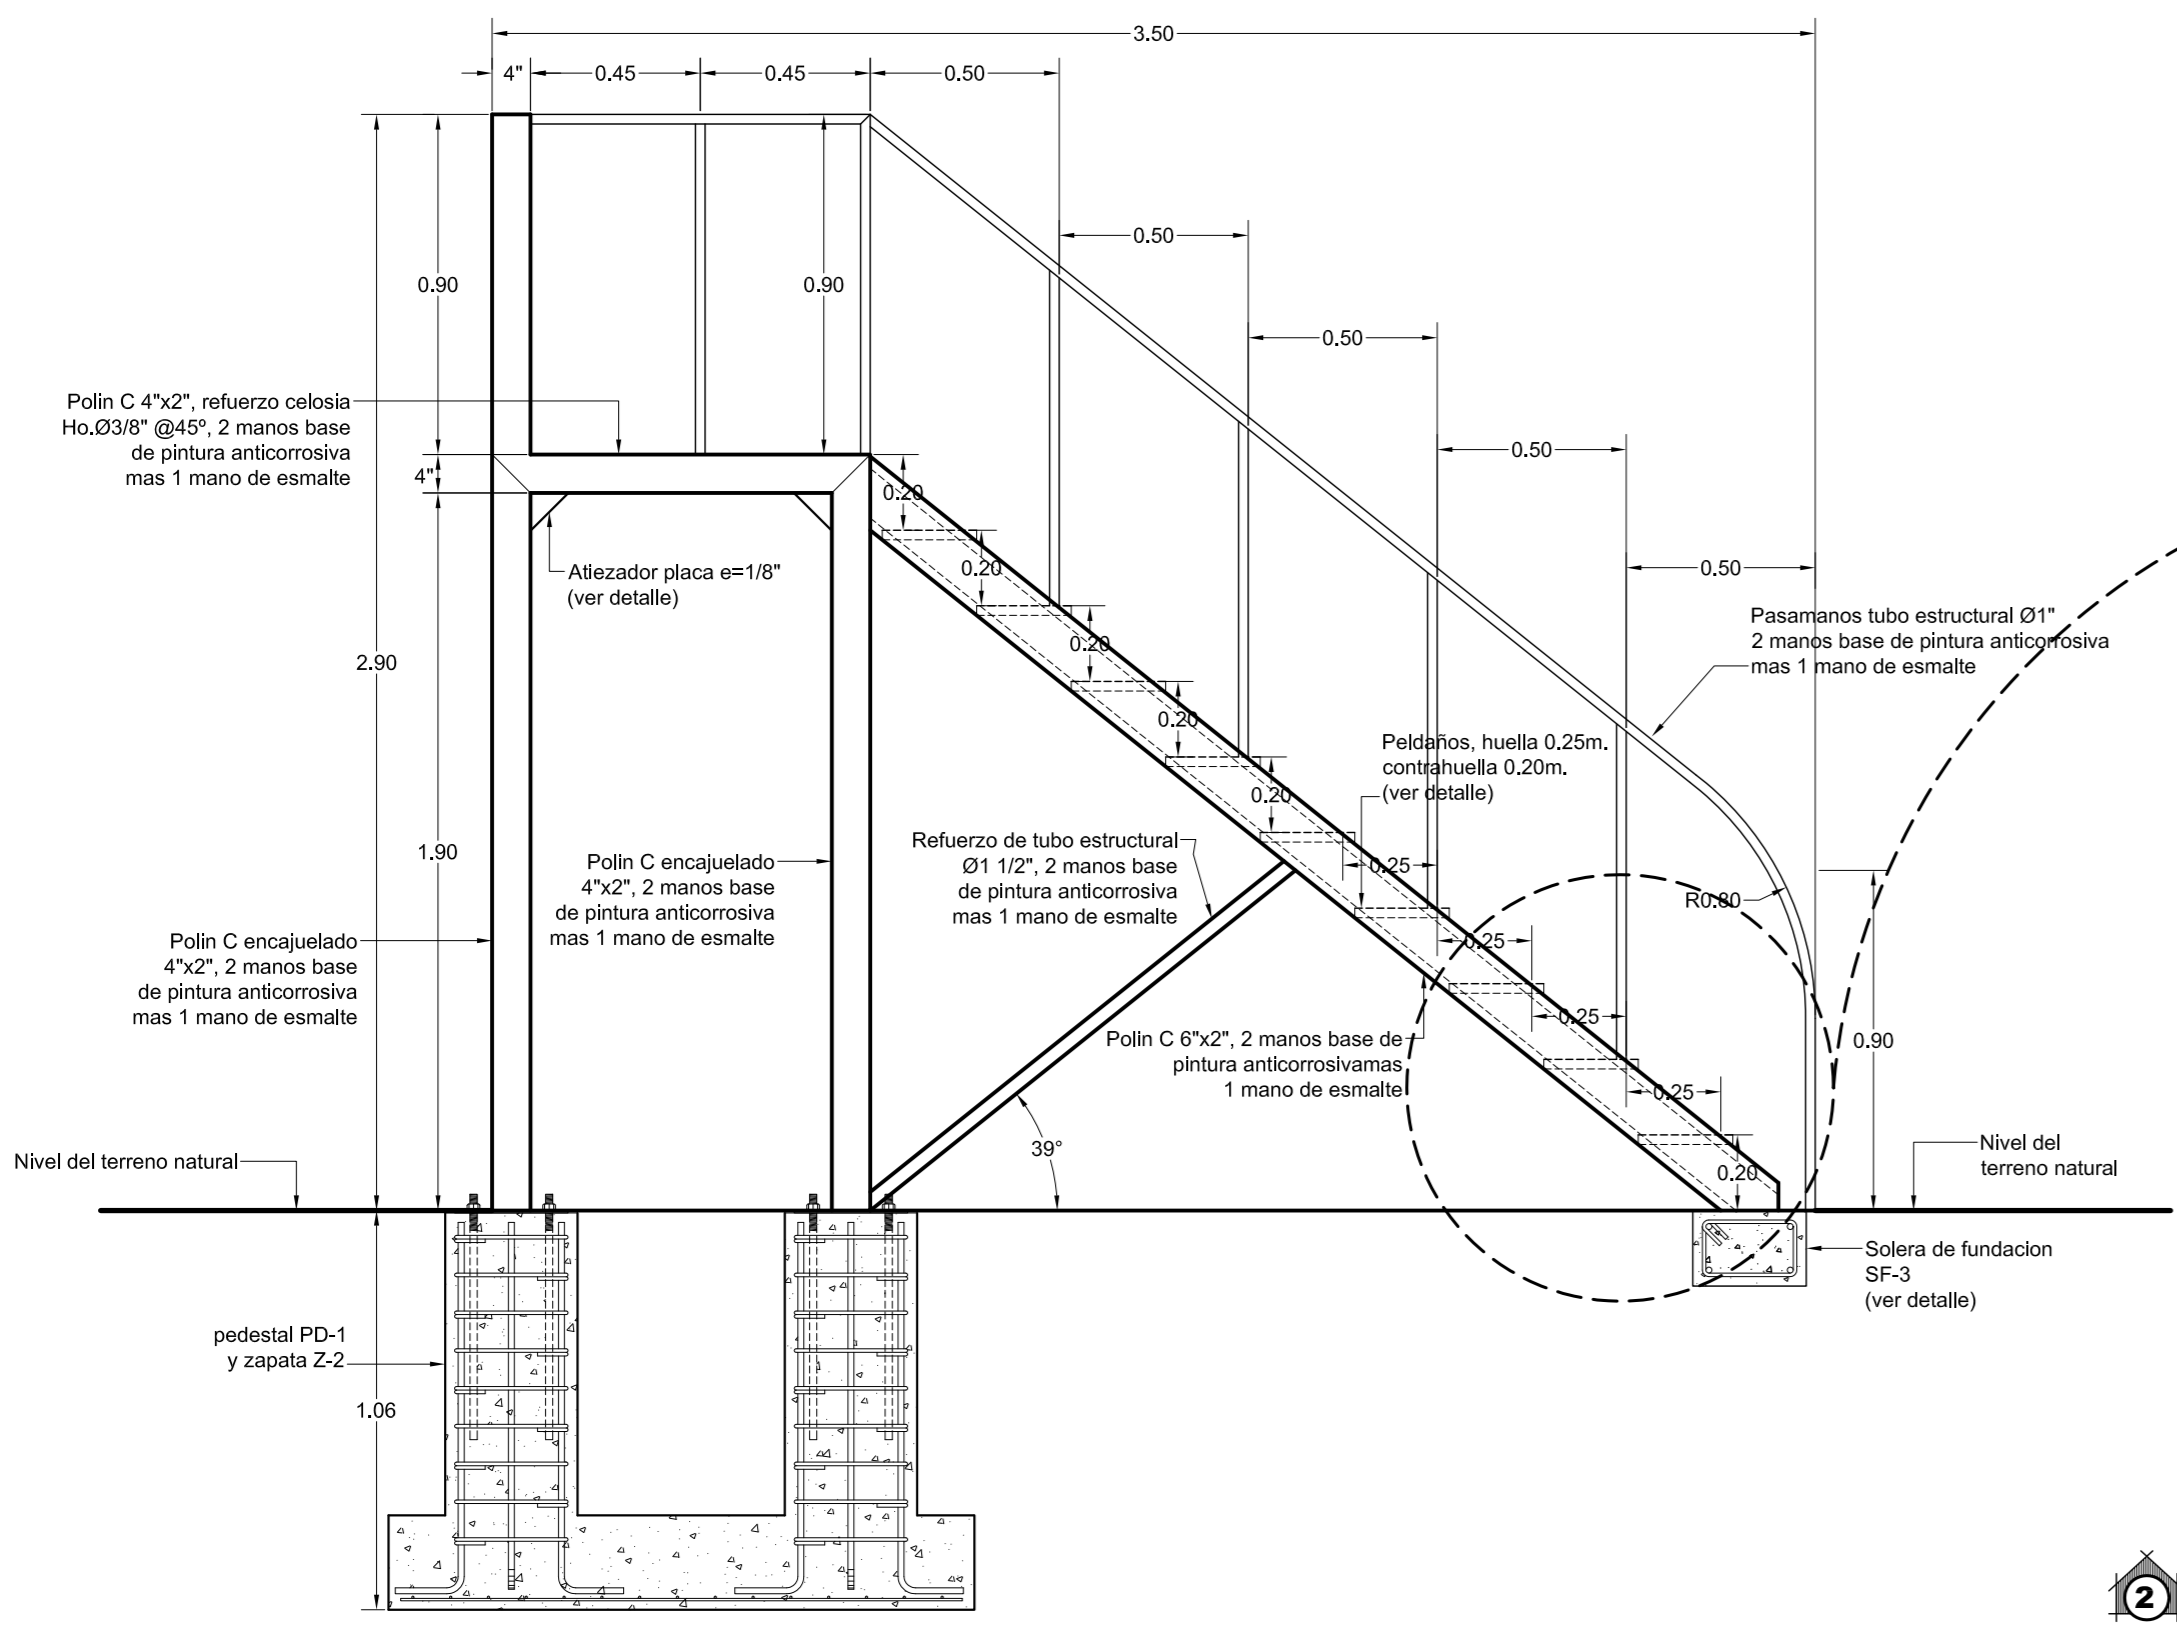 3.50
4"
0.45
0.45
0.50
0.50
0.50
0.50
0.50
0.90
0.90
Polin C 4"x2", refuerzo celosia
Ho.Ø3/8" @45º, 2 manos base
de pintura anticorrosiva
mas 1 mano de esmalte
4"
0.20
0.20
0.20
0.20
0.20
Atiezador placa e=1/8"
(ver detalle)
2.90
Pasamanos tubo estructural Ø1"
2 manos base de pintura anticorrosiva
mas 1 mano de esmalte
Peldaños, huella 0.25m.
contrahuella 0.20m.
(ver detalle)
1.90
Polin C encajuelado
4"x2", 2 manos base
de pintura anticorrosiva
mas 1 mano de esmalte
Refuerzo de tubo estructural
Ø1 1/2", 2 manos base
de pintura anticorrosiva
mas 1 mano de esmalte
0.25
R0.80
Polin C encajuelado
4"x2", 2 manos base
de pintura anticorrosiva
mas 1 mano de esmalte
0.25
0.25
0.25
0.90
Polin C 6"x2", 2 manos base de
pintura anticorrosivamas
1 mano de esmalte
39°
0.20
Nivel del terreno natural
Nivel del
terreno natural
Solera de fundacion
SF-3
(ver detalle)
pedestal PD-1
y zapata Z-2
1.06
2